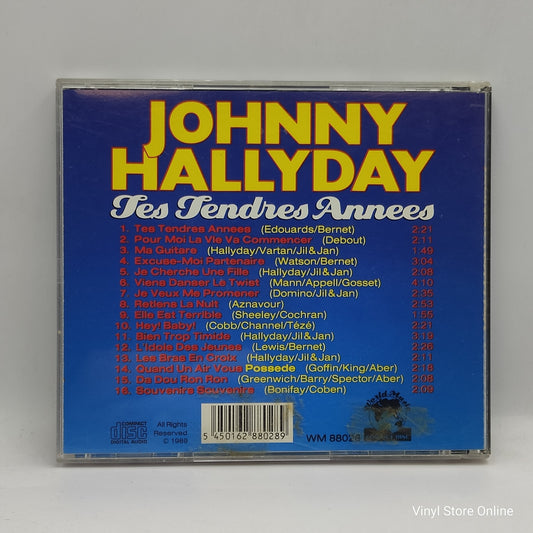 JOHNNY
HALLYDAY
Tes Tendres Annees
1. Tes Tendres Annees (Edouards/Bernet) 2:21
2. Pour Moi La Vie Va Commencer (Debout) 2:11
3. Ma Guitare (Hallyday/Vartan/Jil&Jan) 1:49
4. Excuse-Moi Partenaire (Watson/Bernet) 3:04
5. Je Cherche Une Fille (Hallyday/Jil&Jan) 2:08
6. Viens Danser Le Twist (Mann/Appell/Gosset) 4:10
7. Je Veux Me Promener (Domino/Jil&Jan) 2:35
8. Retiens La Nuit (Aznavour) 2:53
9. Elle Est Terrible (Sheeley/Cochran) 1:55
10. Hey! Baby! (Cobb/Channel/Tézé) 2:21
11. Bien Trop Timide (Hallyday/Jil&Jan) 3:19
12. L'Idole Des Jeunes (Lewis/Bernet) 2:26
13. Les Bras En Croix (Hallyday/Jil&Jan) 2:11
14. Quand Un Air Vous Possede (Goffin/King/Aber) 2:18
15. Da Dou Ron Ron (Greenwich/Barry/Spector/Aber) 2:08
16. Souvenirs Souvenirs (Bonifay/Coben) 2:09
COMPACT
disc
DIGITAL AUDIO
All Rights
Reserved
© 1989
5 450162 880289
WM 88028
Vinyl Store Online